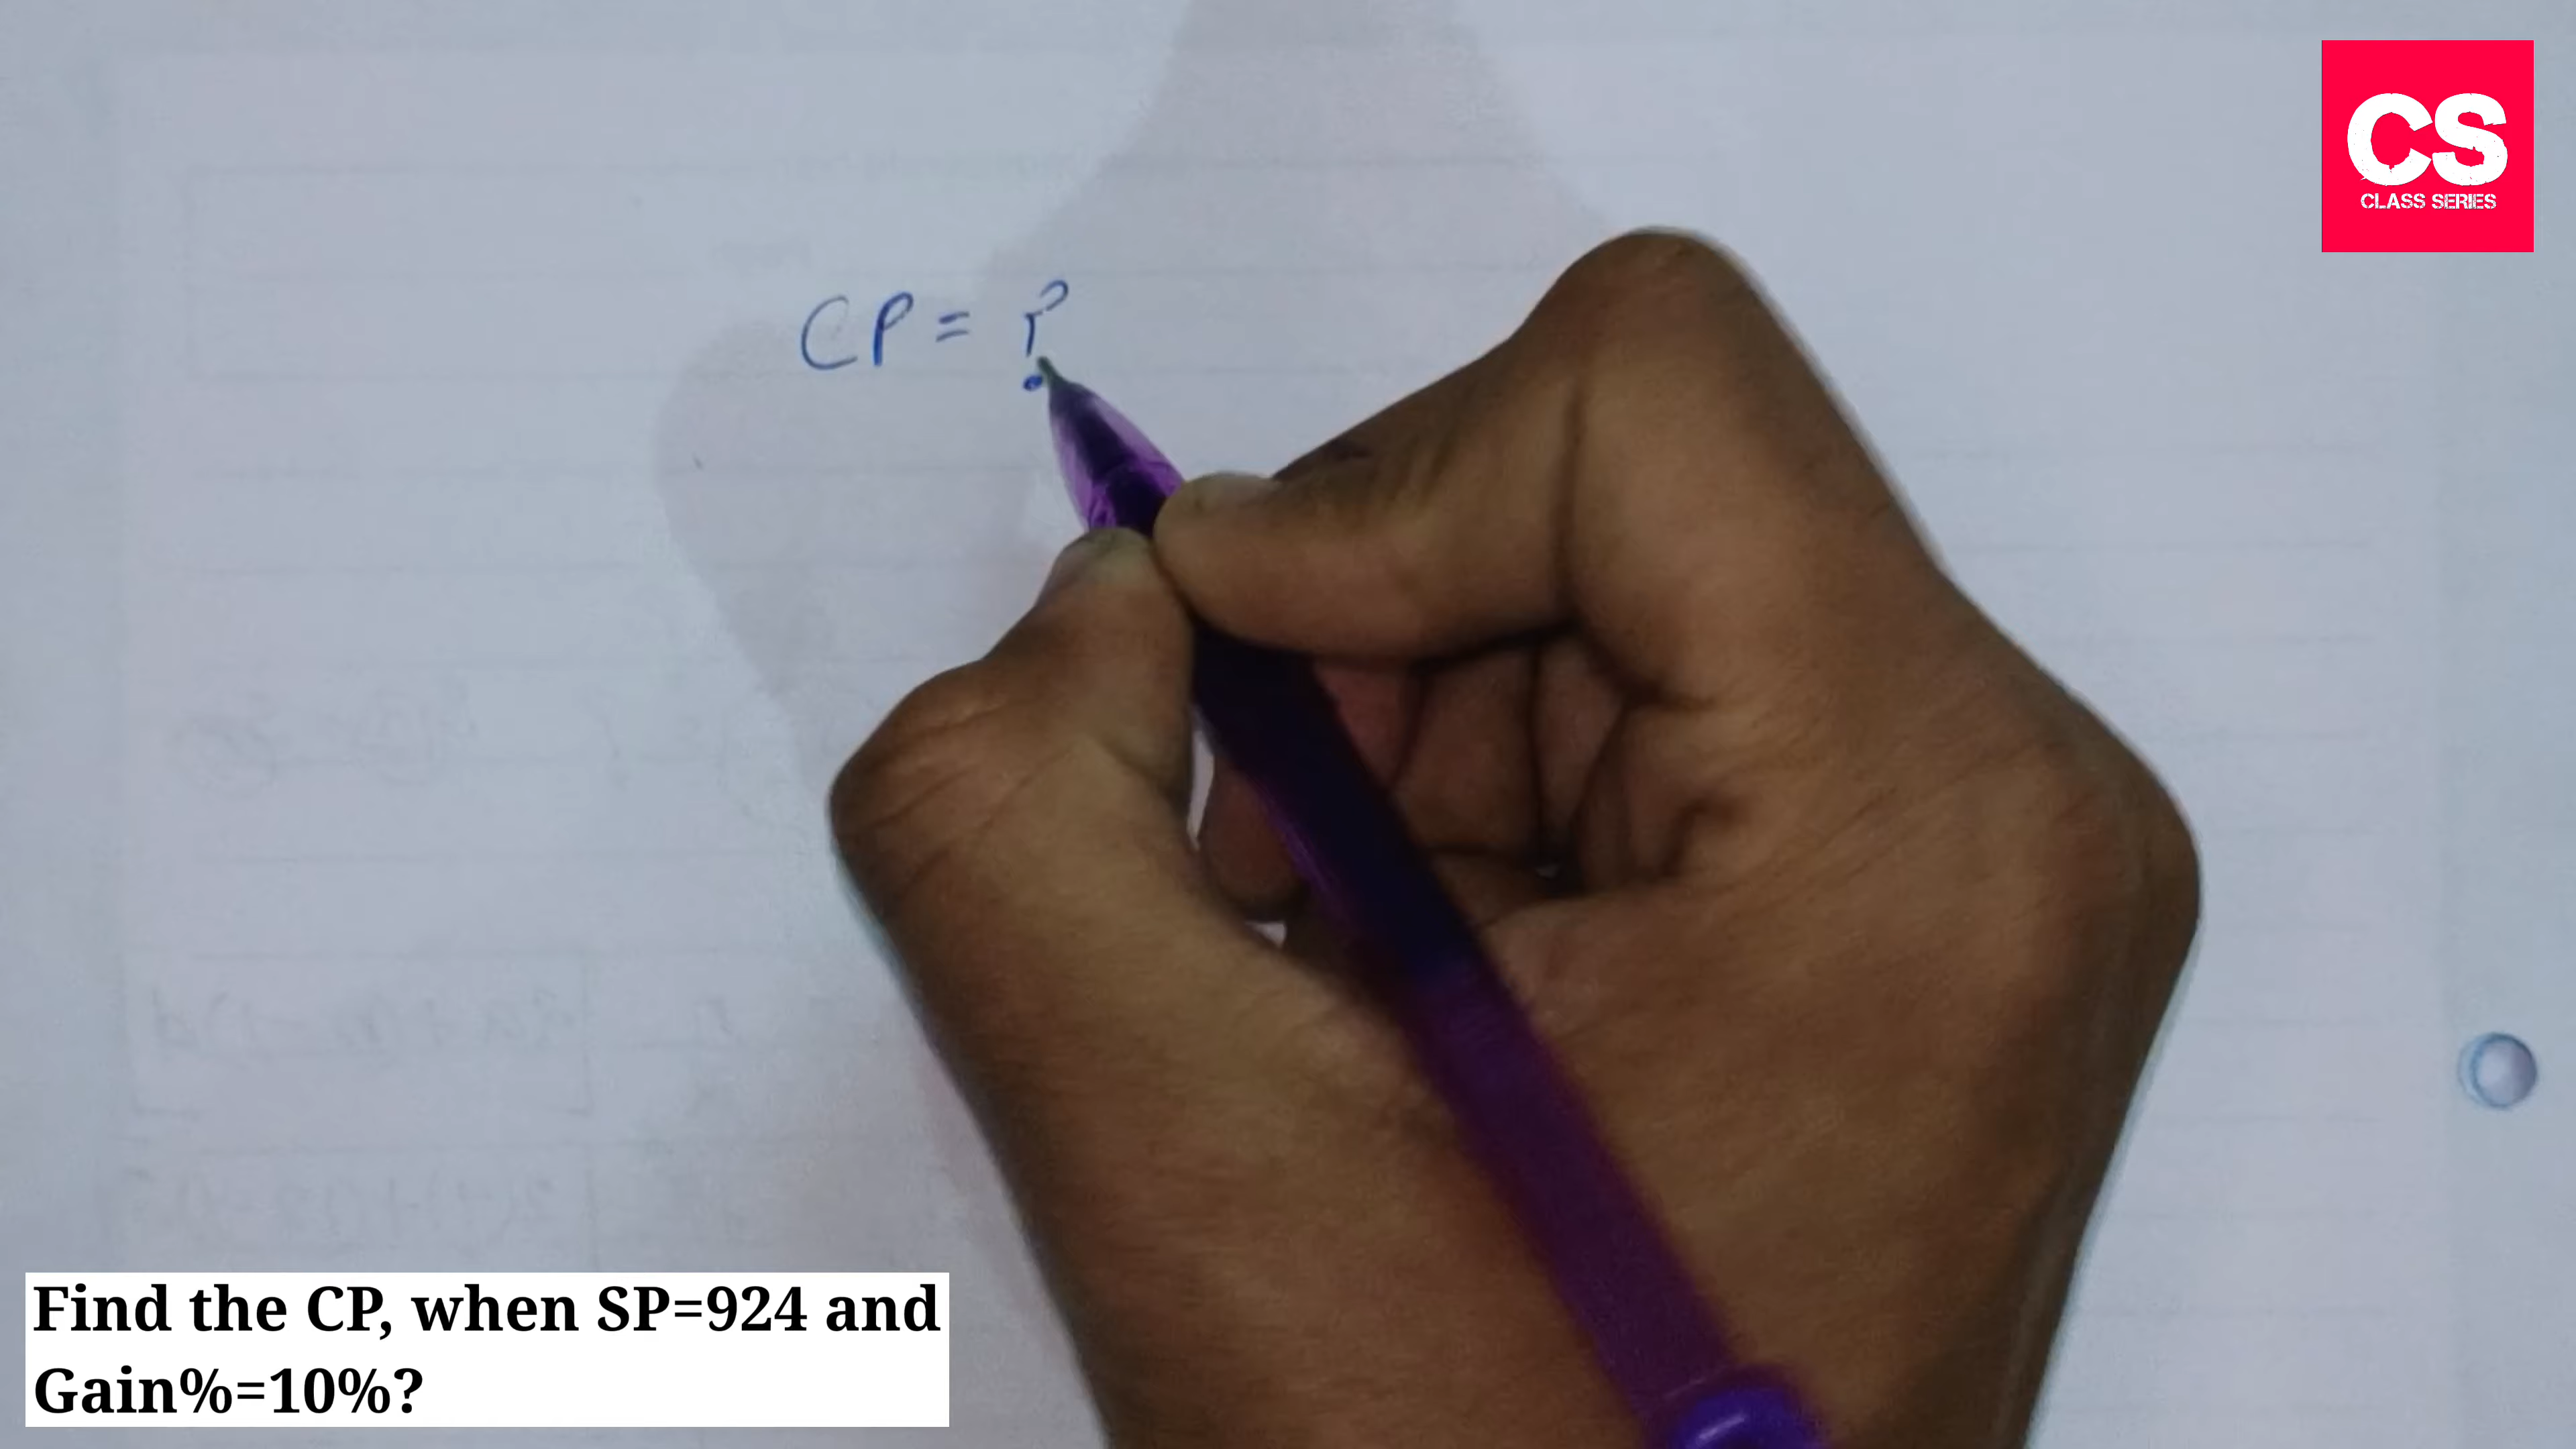 CS
CLASS SERIES
CP = ?
Find the CP, when SP=924 and
Gain%=10%?